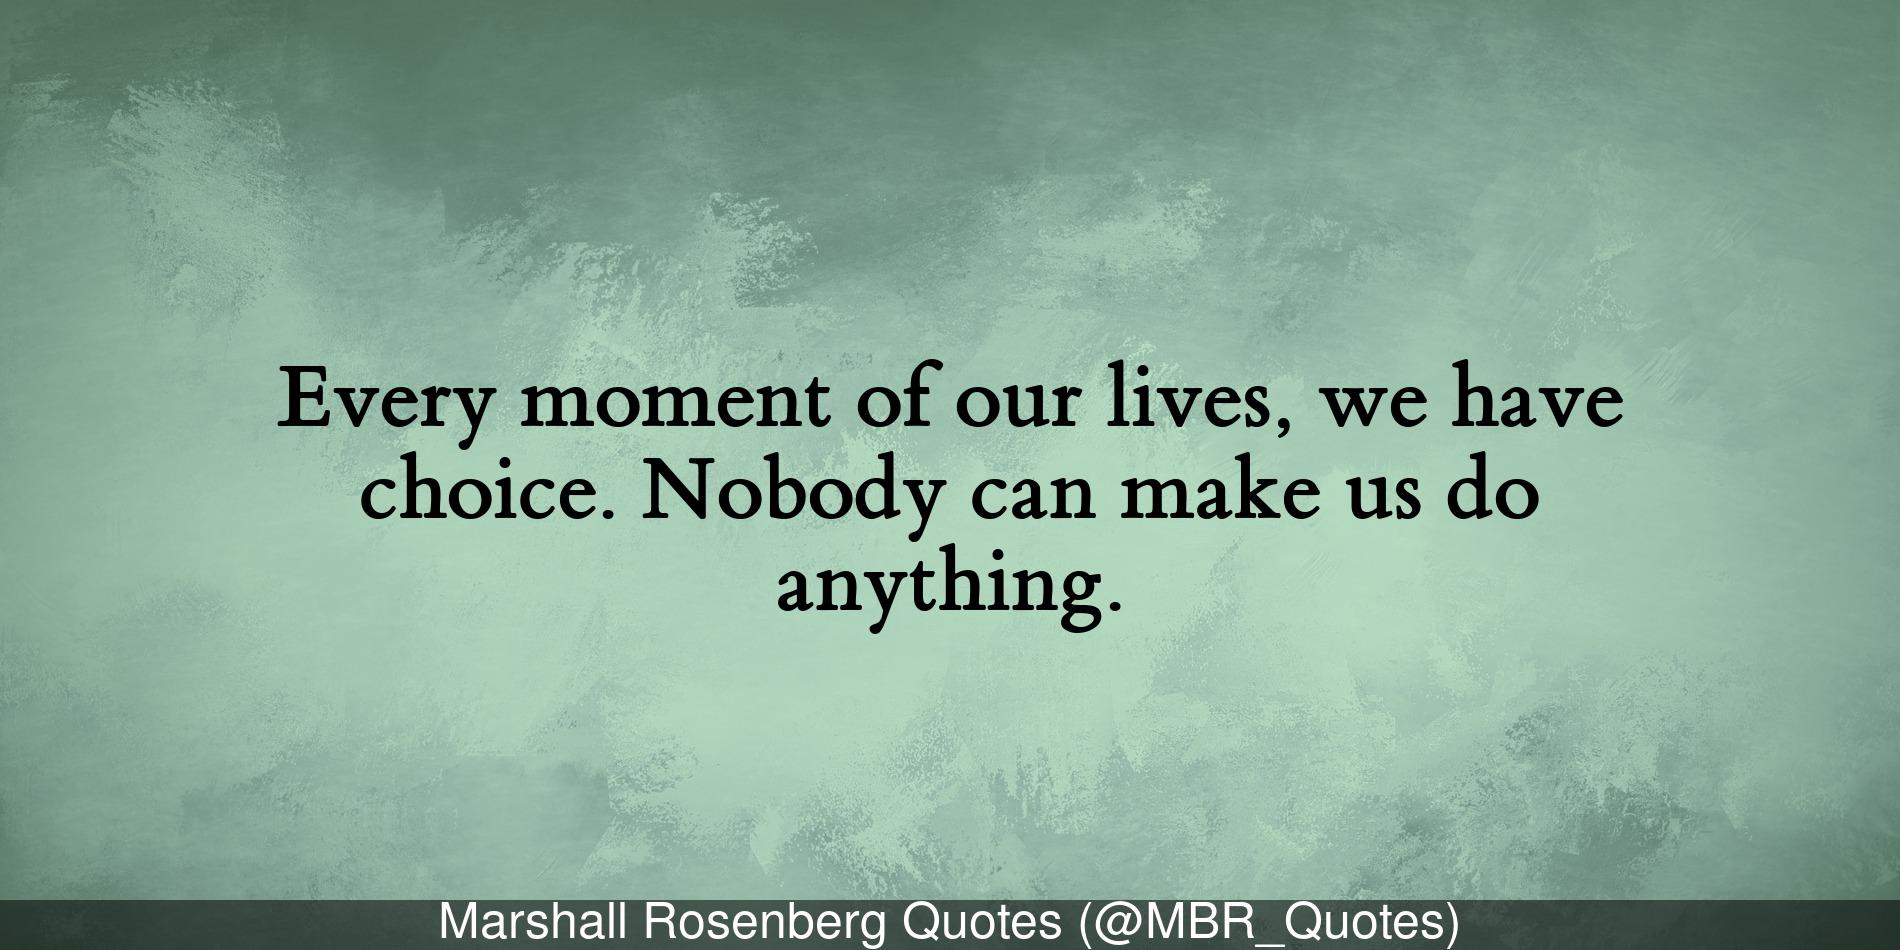 Every moment of our lives, we have
choice. Nobody can make us do
anything.
Marshall Rosenberg Quotes (@MBR_Quotes)